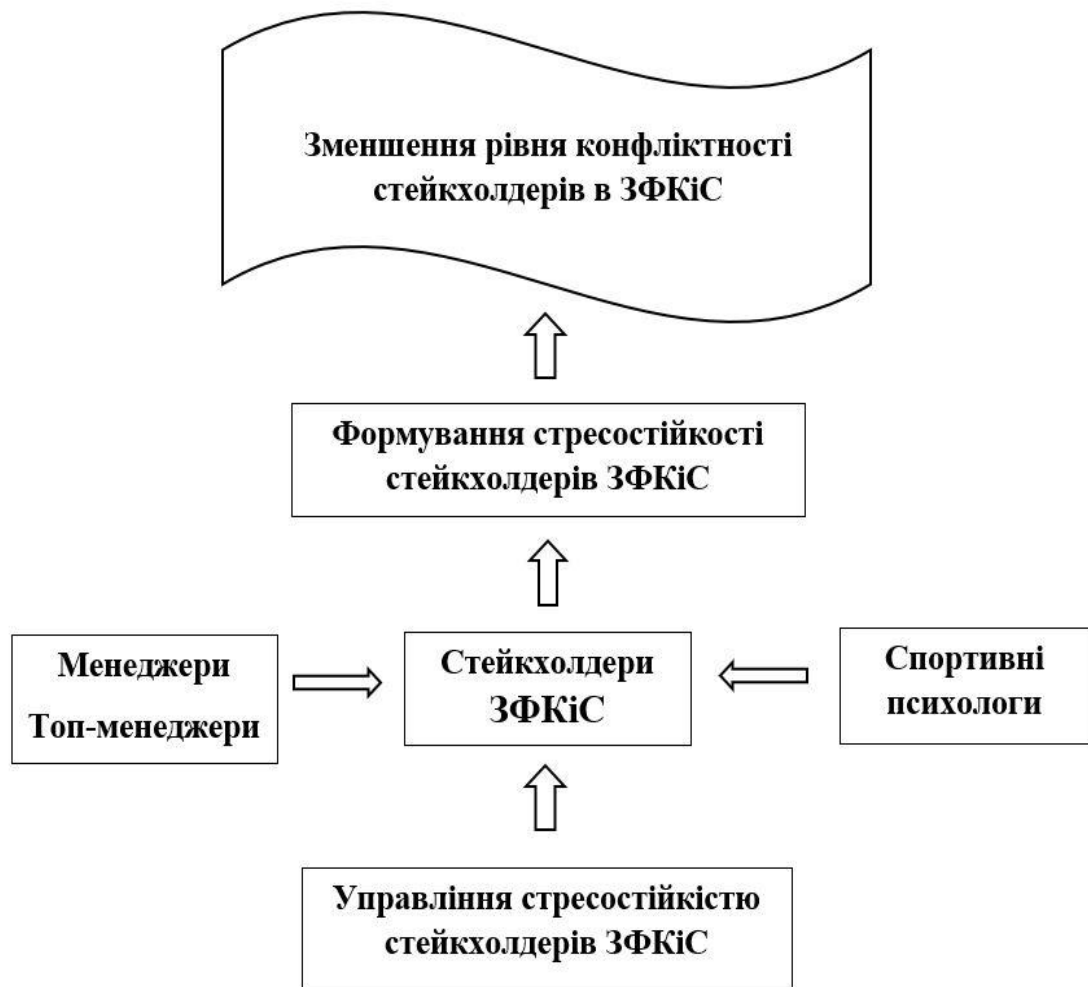 Зменшення рівня конфліктності
стейкхолдерів в ЗФКіС
Формування стресостійкості
стейкхолдерів ЗФКіС
Менеджери
Топ-менеджери
Стейкхолдери
ЗФКіС
Спортивні
психологи
Управління стресостійкістю
стейкхолдерів ЗФКіС